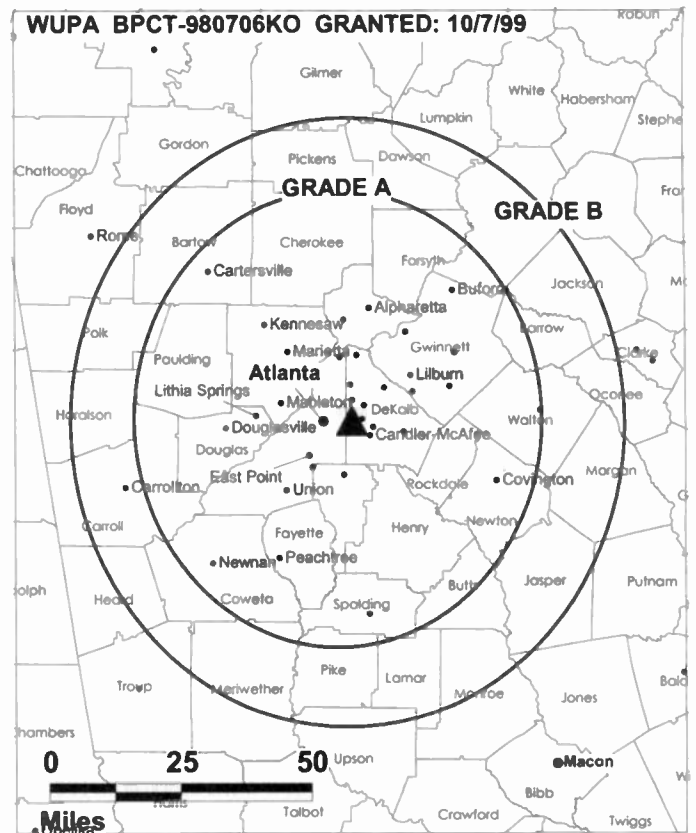 WUPA BPCT-980706KO GRANTED: 10/7/99
Gilmer
White
Habersham
Lumpkin
Gordon
Pickens
Dawson
Chattooga
GRADE A
GRADE B
Floyd
Rome
Bartow
Cherokee
Cartersville
Forsyth
Buford
Jackson
Alpharetta
Kennesaw
Polk
Barrow
Gwinnett
Marietta
Clarke
Paulding
Atlanta
Lilburn
Lithia Springs
Oconee
Mableton
Haralson
DeKalb
Walton
Douglasville
Candler-McAfee
Douglas
East Point
Morgan
Carrollton
Union
Rockdale
Covington
Carroll
Fayette
Henry
Newton
Newnan
Peachtree
Jasper
Putnam
Heard
Coweta
Spalding
Butts
Pike
Lamar
Troup
Meriwether
Monroe
Jones
0 25 50
Upson
Macon
Bibb
Miles
Talbot
Crawford
Twiggs